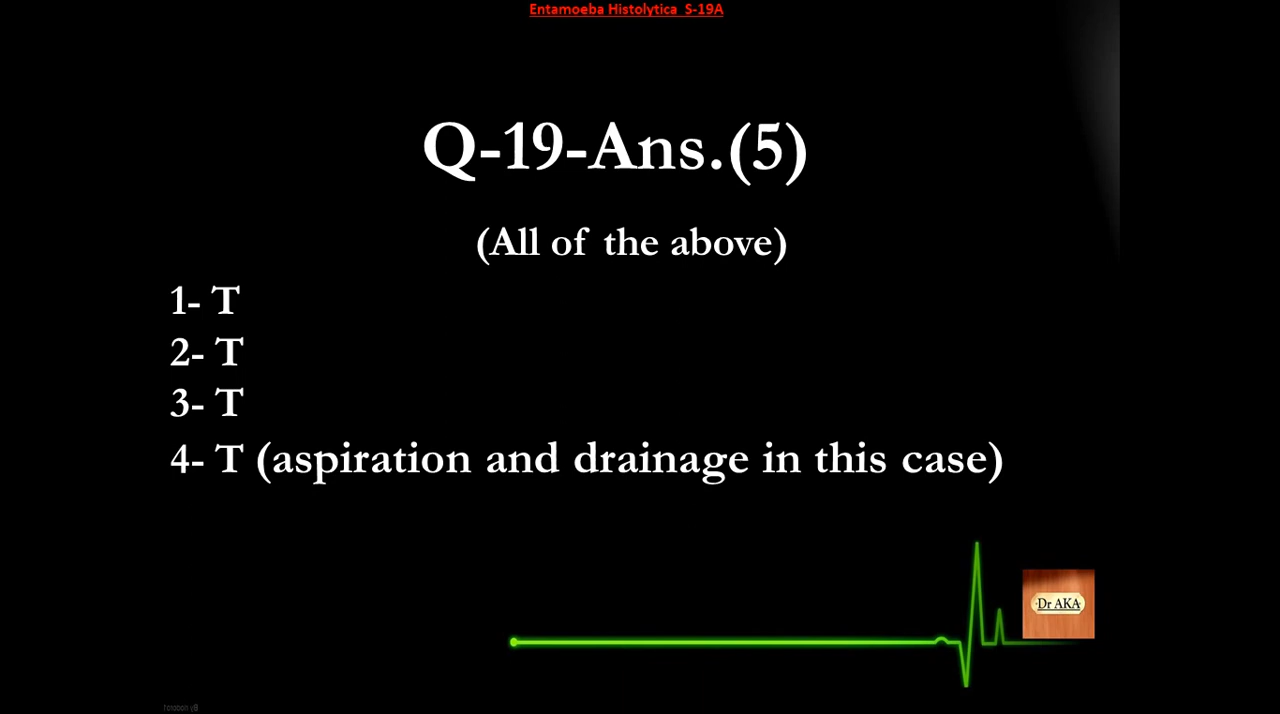 Entamoeba Histolytica S-19A
Q-19-Ans.(5)
(All of the above)
1- T
2- T
3- T
4- T (aspiration and drainage in this case)
Dr AKA